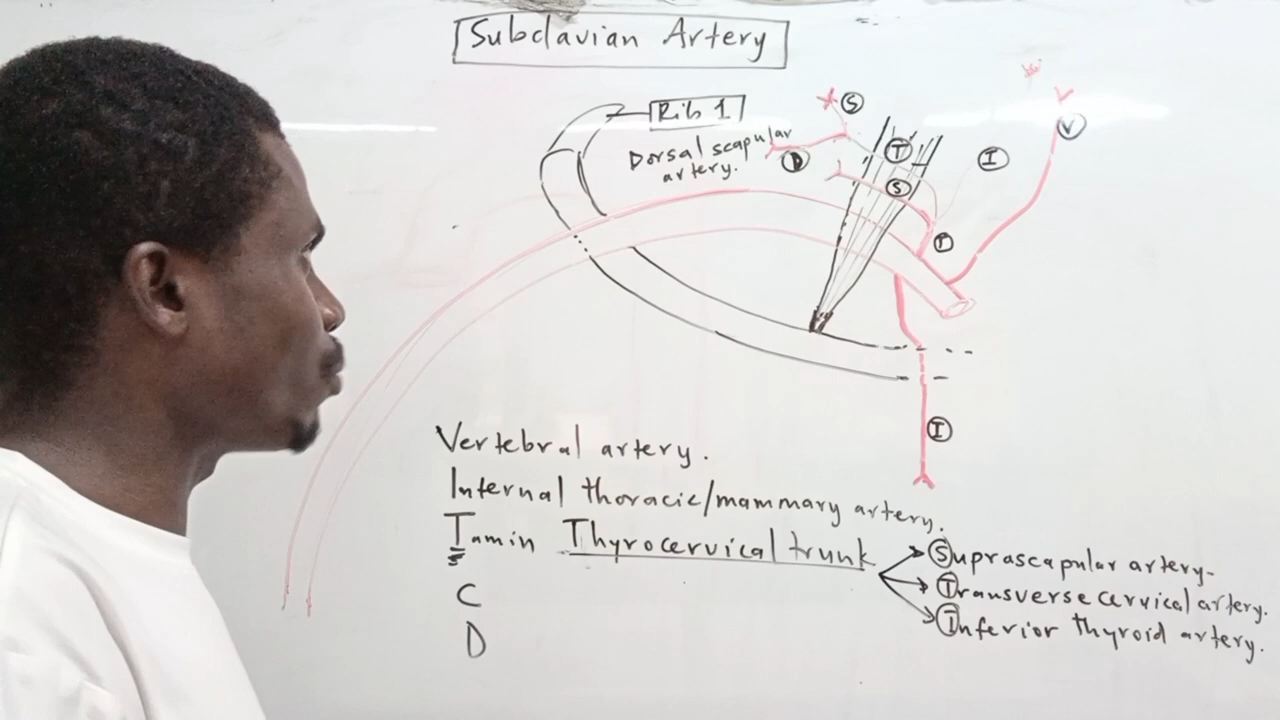 Subclavian Artery
Rib 1
Dorsal scapular
artery.
S
D
T
S
I
V
T
I
Vertebral artery.
Internal thoracic/mammary artery.
Tamin Thyrocervical trunk
Suprascapular artery-
Transverse cervical artery.
Inferior thyroid artery.
C
D